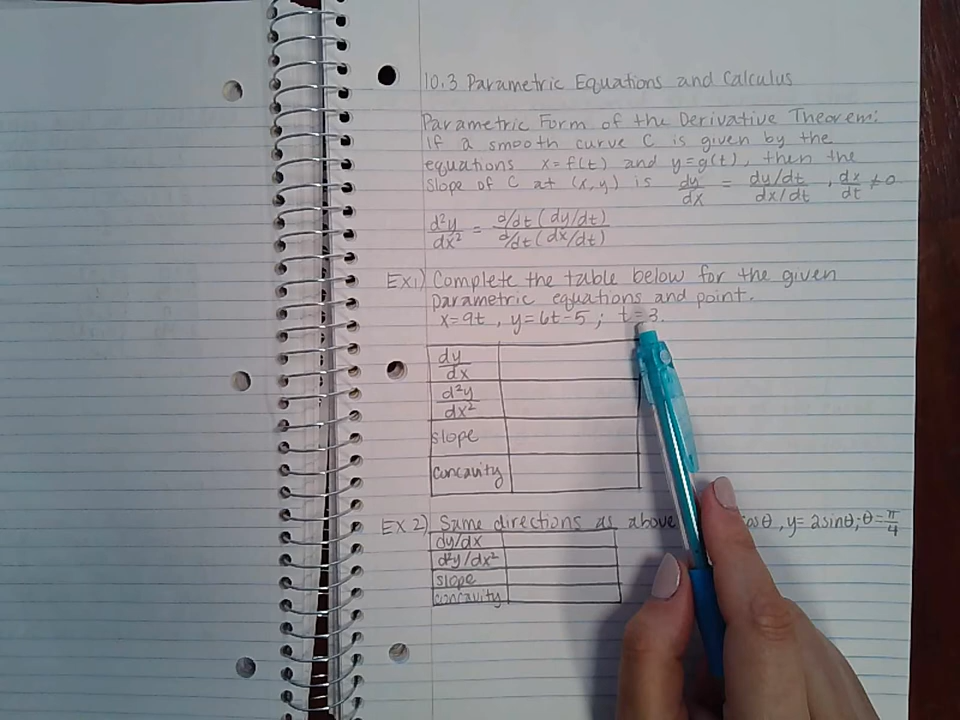 10.3 Parametric Equations and Calculus
Parametric Form of the Derivative Theorem:
If a smooth curve C is given by the
equations x=f(t) and y=g(t), then the
slope of C at (x,y) is dy/dx = dy/dt / dx/dt , dx/dt ≠ 0
d²y/dx² = d/dt (dy/dt) / d/dt (dx/dt)
Ex1) Complete the table below for the given
parametric equations and point.
x=9t, y=6t-5; t=3.
dy/dx
d²y/dx²
slope
concavity
EX 2) Same directions as above osθ, y=2sinθ; θ=π/4
dy/dx
d²y/dx²
slope
concavity